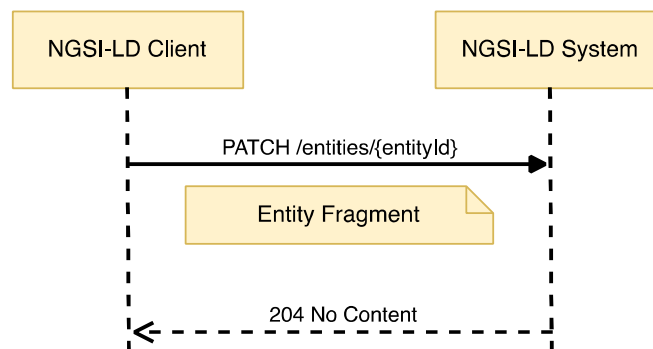 NGSI-LD Client
NGSI-LD System
PATCH /entities/{entityId}
Entity Fragment
204 No Content